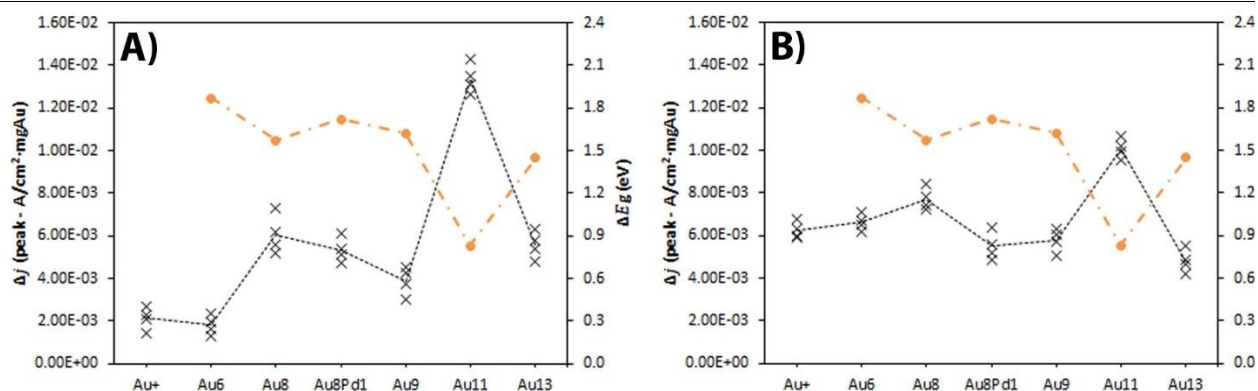 A)
Δj (peak - A/cm²·mgAu)
1.60E-02
1.40E-02
1.20E-02
1.00E-02
8.00E-03
6.00E-03
4.00E-03
2.00E-03
0.00E+00
2.4
2.1
1.8
1.5
1.2
0.9
0.6
0.3
0.0
ΔEg (eV)
Au+ Au6 Au8 Au8Pd1 Au9 Au11 Au13
B)
Δj (peak - A/cm²·mgAu)
1.60E-02
1.40E-02
1.20E-02
1.00E-02
8.00E-03
6.00E-03
4.00E-03
2.00E-03
0.00E+00
2.4
2.1
1.8
1.5
1.2
0.9
0.6
0.3
0.0
Au+ Au6 Au8 Au8Pd1 Au9 Au11 Au13